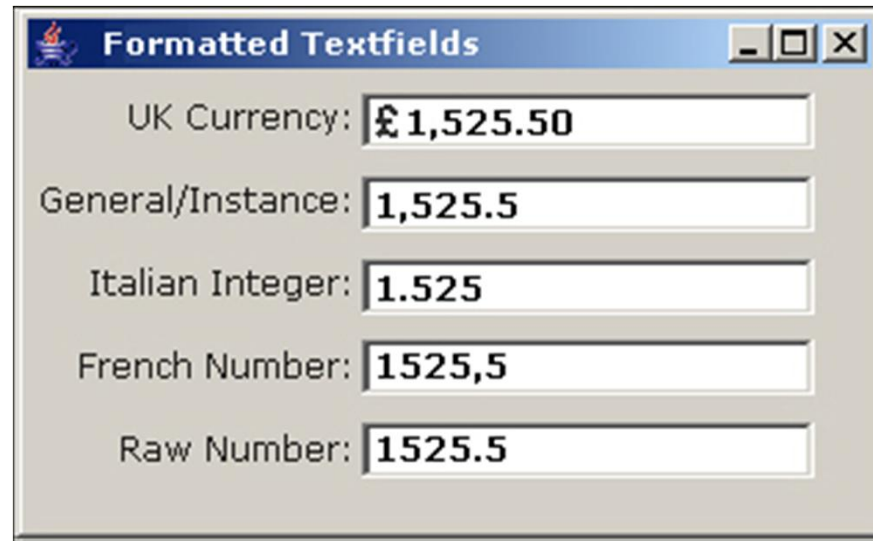 Formatted Textfields
UK Currency: £1,525.50
General/Instance: 1,525.5
Italian Integer: 1.525
French Number: 1525,5
Raw Number: 1525.5